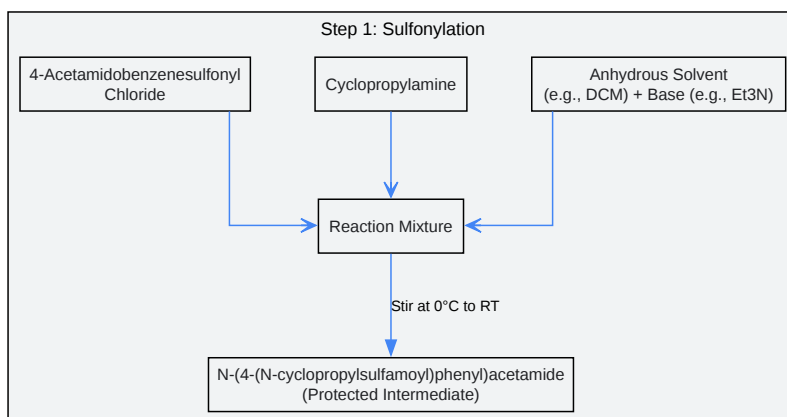 Step 1: Sulfonylation
4-Acetamidobenzenesulfonyl
Chloride
Cyclopropylamine
Anhydrous Solvent
(e.g., DCM) + Base (e.g., Et3N)
Reaction Mixture
Stir at 0°C to RT
N-(4-(N-cyclopropylsulfamoyl)phenyl)acetamide
(Protected Intermediate)